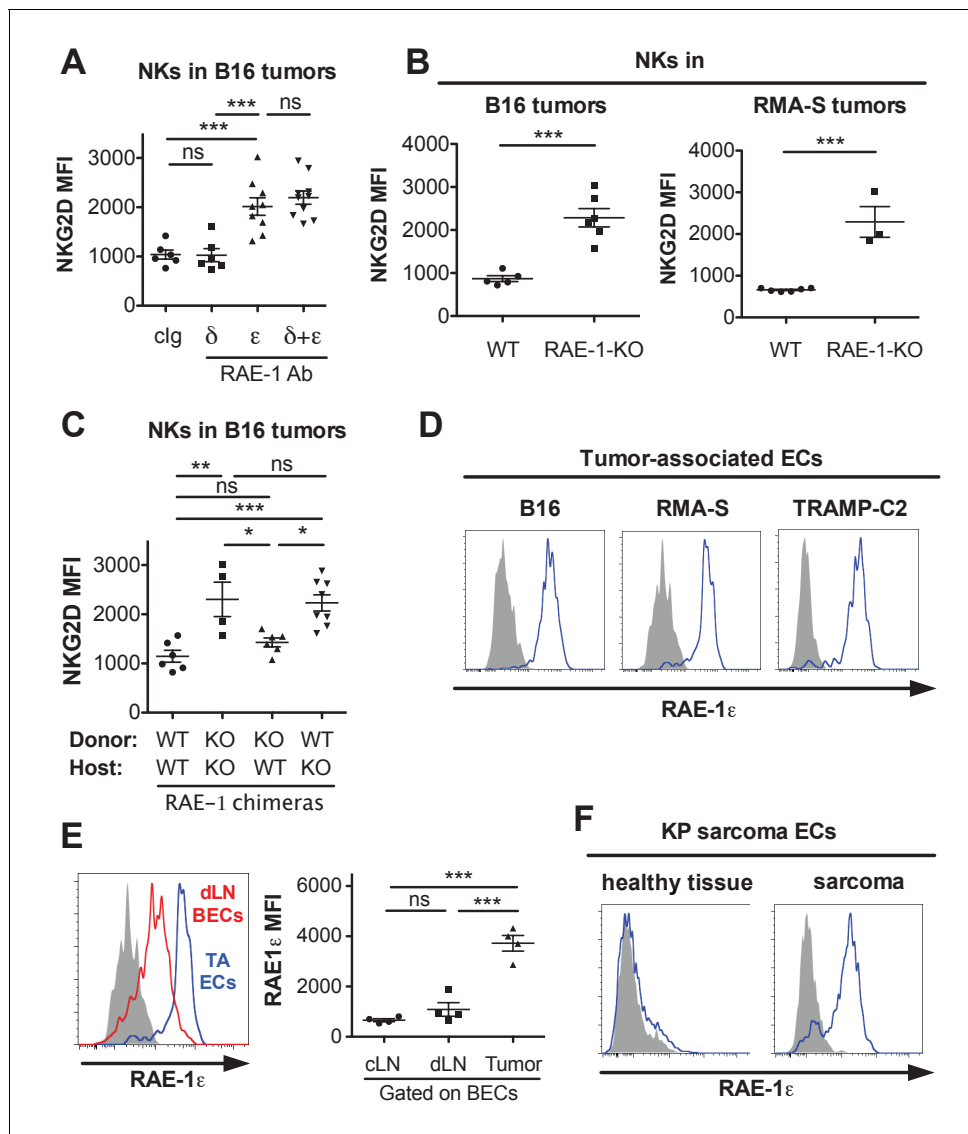 A
NKs in B16 tumors
ns
***
***
ns
NKG2D MFI
3000
2000
1000
0
cIg δ ε δ+ε
RAE-1 Ab
B
NKs in
B16 tumors
***
NKG2D MFI
4000
3000
2000
1000
0
WT RAE-1-KO
RMA-S tumors
***
NKG2D MFI
4000
3000
2000
1000
0
WT RAE-1-KO
C
NKs in B16 tumors
** ns
ns
***
* *
NKG2D MFI
3000
2000
1000
0
Donor: WT KO KO WT
Host: WT KO WT KO
RAE-1 chimeras
D
Tumor-associated ECs
B16 RMA-S TRAMP-C2
RAE-1ε
E
dLN
BECs
TA
ECs
RAE-1ε
RAE1ε MFI
6000
4000
2000
0
***
ns ***
cLN dLN Tumor
Gated on BECs
F
KP sarcoma ECs
healthy tissue sarcoma
RAE-1ε